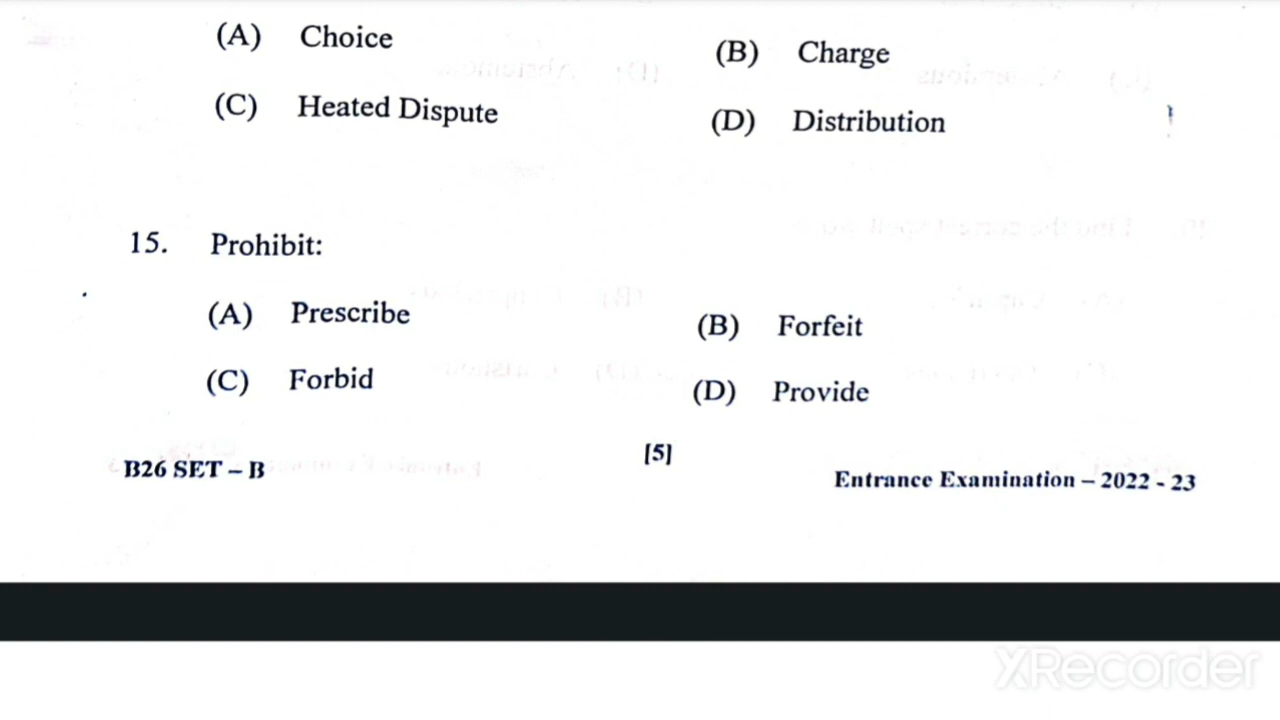 (A) Choice (B) Charge
(C) Heated Dispute (D) Distribution
15. Prohibit:
(A) Prescribe (B) Forfeit
(C) Forbid (D) Provide
B26 SET – B [5] Entrance Examination – 2022 - 23
XRecorder